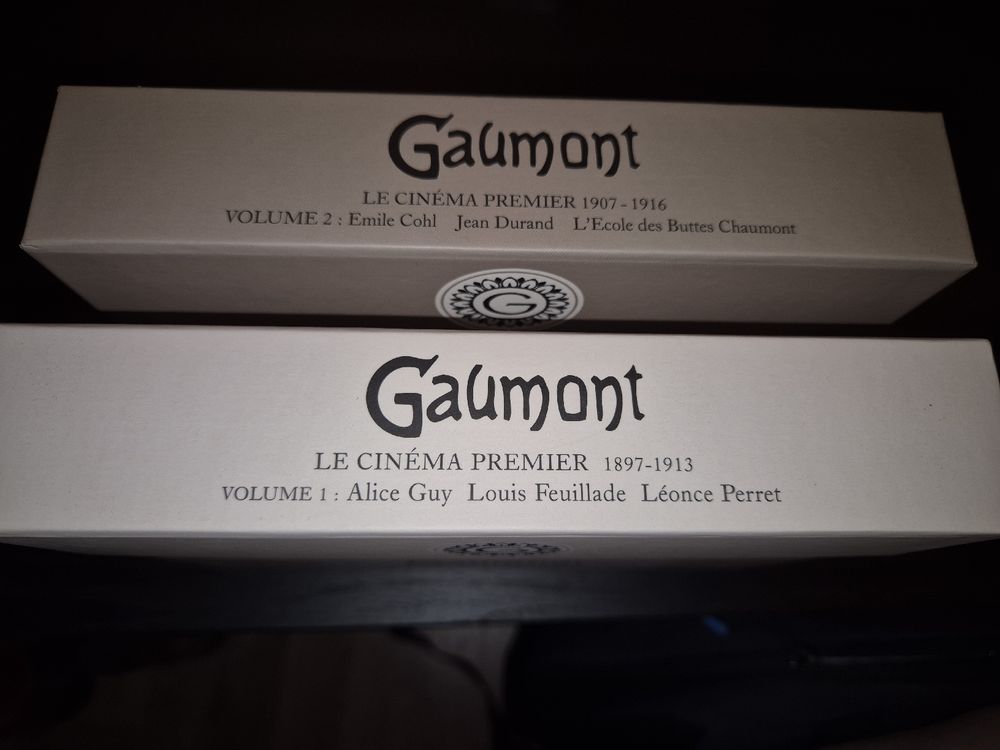 Gaumont
LE CINÉMA PREMIER 1907 - 1916
VOLUME 2 : Emile Cohl Jean Durand L'Ecole des Buttes Chaumont
G
Gaumont
LE CINÉMA PREMIER 1897-1913
VOLUME 1 : Alice Guy Louis Feuillade Léonce Perret